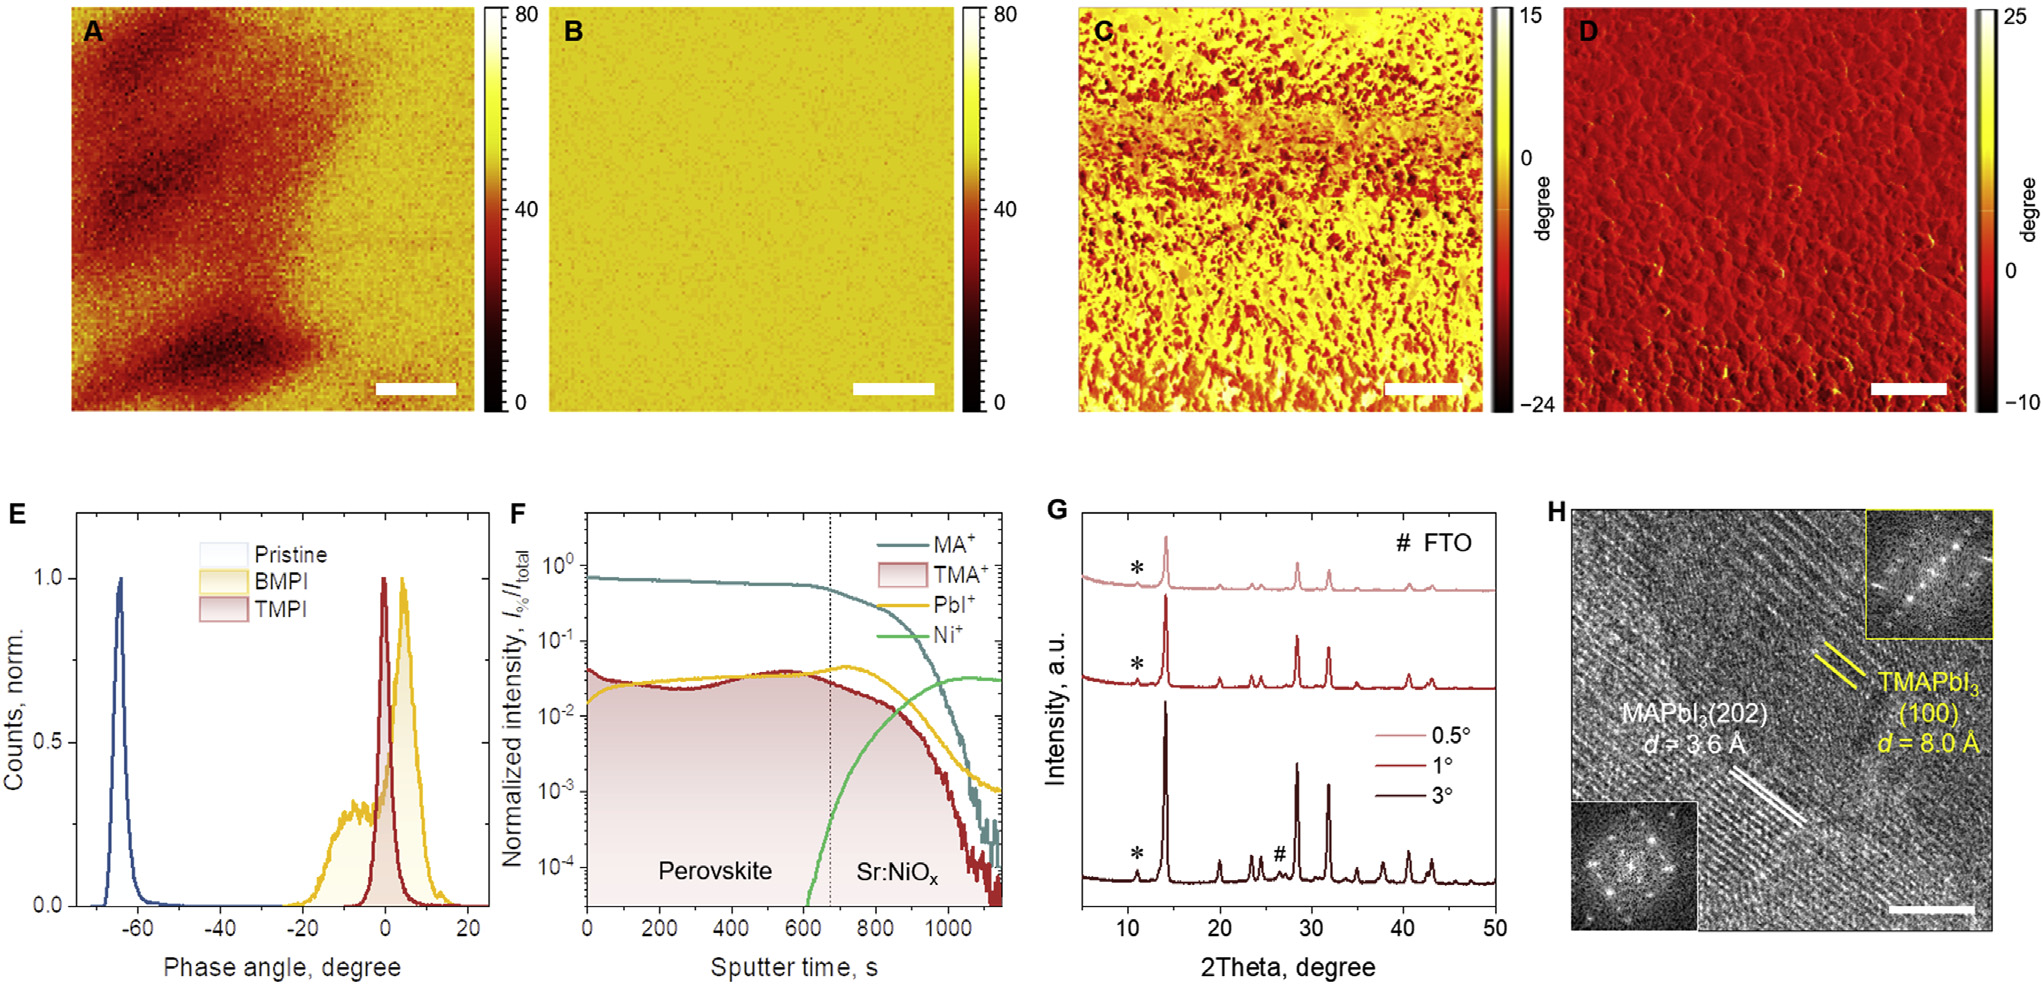 A
80
40
0
B
80
40
0
C
15
0
−24
degree
D
25
0
−10
degree
E
Pristine
BMPI
TMPI
1.0
0.5
0.0
Counts, norm.
-60
-40
-20
0
20
Phase angle, degree
F
MA⁺
TMA⁺
PbI⁺
Ni⁺
10⁰
10⁻¹
10⁻²
10⁻³
10⁻⁴
Normalized intensity, I%/Itotal
Perovskite
Sr:NiOₓ
0
200
400
600
800
1000
Sputter time, s
G
# FTO
*
*
*
#
0.5°
1°
3°
Intensity, a.u.
10
20
30
40
50
2Theta, degree
H
TMAPbI₃
(100)
d = 8.0 Å
MAPbI₃(202)
d = 3.6 Å